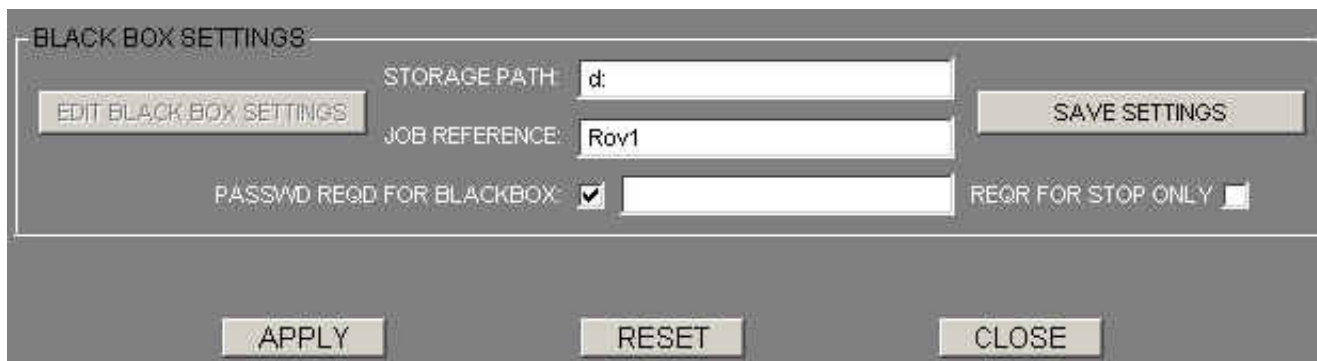 BLACK BOX SETTINGS
STORAGE PATH: d:
EDIT BLACK BOX SETTINGS
SAVE SETTINGS
JOB REFERENCE: Rov1
PASSWD REQD FOR BLACKBOX: REQR FOR STOP ONLY
APPLY RESET CLOSE